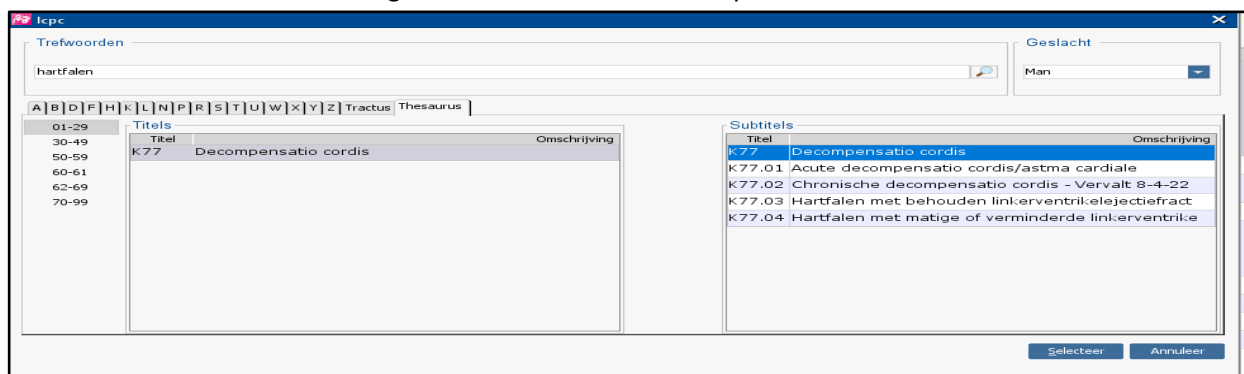 Icpc
Trefwoorden
Geslacht
hartfalen
Man
A B D F H K L N P R S T U W X Y Z Tractus Thesaurus
01-29
30-49
50-59
60-61
62-69
70-99
Titels
Titel Omschrijving
K77 Decompensatio cordis
Subtitels
Titel Omschrijving
K77 Decompensatio cordis
K77.01 Acute decompensatio cordis/astma cardiale
K77.02 Chronische decompensatio cordis - Vervalt 8-4-22
K77.03 Hartfalen met behouden linkerventrikelejectiefract
K77.04 Hartfalen met matige of verminderde linkerventrike
Selecteer Annuleer